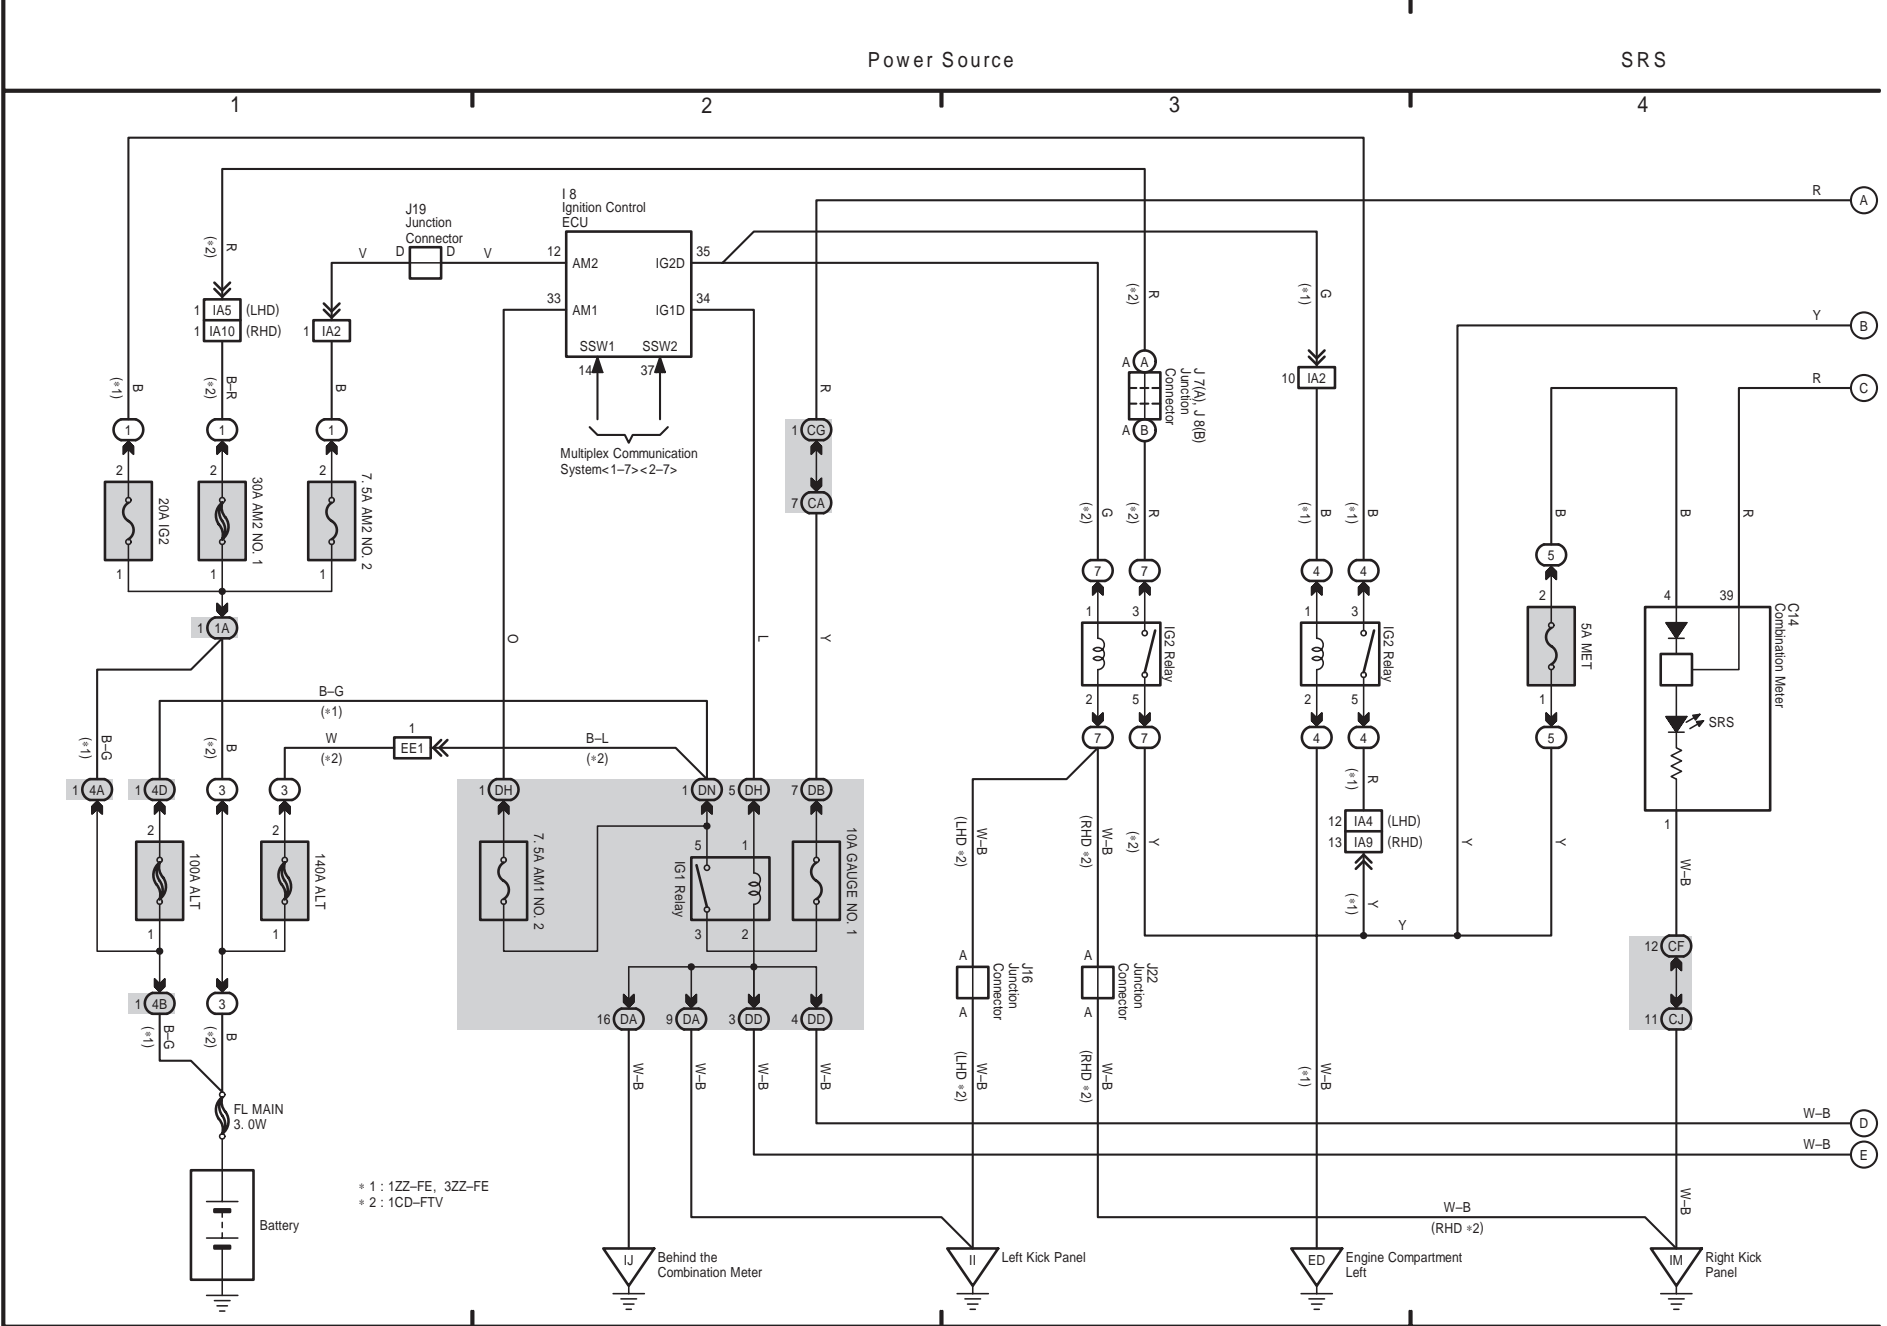 Power Source
SRS
1
2
3
4
I 8
Ignition Control
ECU
J19
Junction
Connector
V
D
D
V
12
AM2
IG2D
35
33
AM1
IG1D
34
SSW1
SSW2
14
37
Multiplex Communication
System<1–7><2–7>
R
A
Y
B
R
C
R
(*2)
1
IA5
(LHD)
1
IA10
(RHD)
1
IA2
B
(*1)
B–R
(*2)
B
1
1
1
2
2
2
20A IG2
30A AM2 NO. 1
7. 5A AM2 NO. 2
1
1
1
1
1A
R
1
CG
7
CA
R
(*2)
A
A
A
B
J 7(A), J 8(B)
Junction
Connector
G
(*1)
10
IA2
G
(*2)
R
(*2)
B
(*1)
B
(*1)
B
B
R
7
7
4
4
5
1
3
1
3
2
4
39
IG2 Relay
IG2 Relay
5A MET
C14
Combination Meter
SRS
2
5
2
5
1
7
7
4
4
5
O
L
Y
B–G
(*1)
W
(*2)
1
EE1
B–L
(*2)
B–G
(*1)
B
(*2)
1
4A
1
4D
3
3
2
2
100A ALT
140A ALT
1
1
1
4B
3
B–G
(*1)
B
(*2)
FL MAIN
3. 0W
Battery
1
DH
1
DN
5
DH
7
DB
7. 5A AM1 NO. 2
5
1
IG1 Relay
3
2
10A GAUGE NO. 1
16
DA
9
DA
3
DD
4
DD
W–B
W–B
W–B
W–B
W–B
(LHD *2)
W–B
(RHD *2)
Y
(*2)
R
(*1)
12
IA4
(LHD)
13
IA9
(RHD)
Y
(*1)
Y
Y
Y
1
W–B
12
CF
11
CJ
A
J16
Junction
Connector
A
A
J22
Junction
Connector
A
W–B
(LHD *2)
W–B
(RHD *2)
W–B
(*1)
W–B
D
W–B
E
W–B
W–B
(RHD *2)
* 1 : 1ZZ–FE, 3ZZ–FE
* 2 : 1CD–FTV
IJ
Behind the
Combination Meter
II
Left Kick Panel
ED
Engine Compartment
Left
IM
Right Kick
Panel